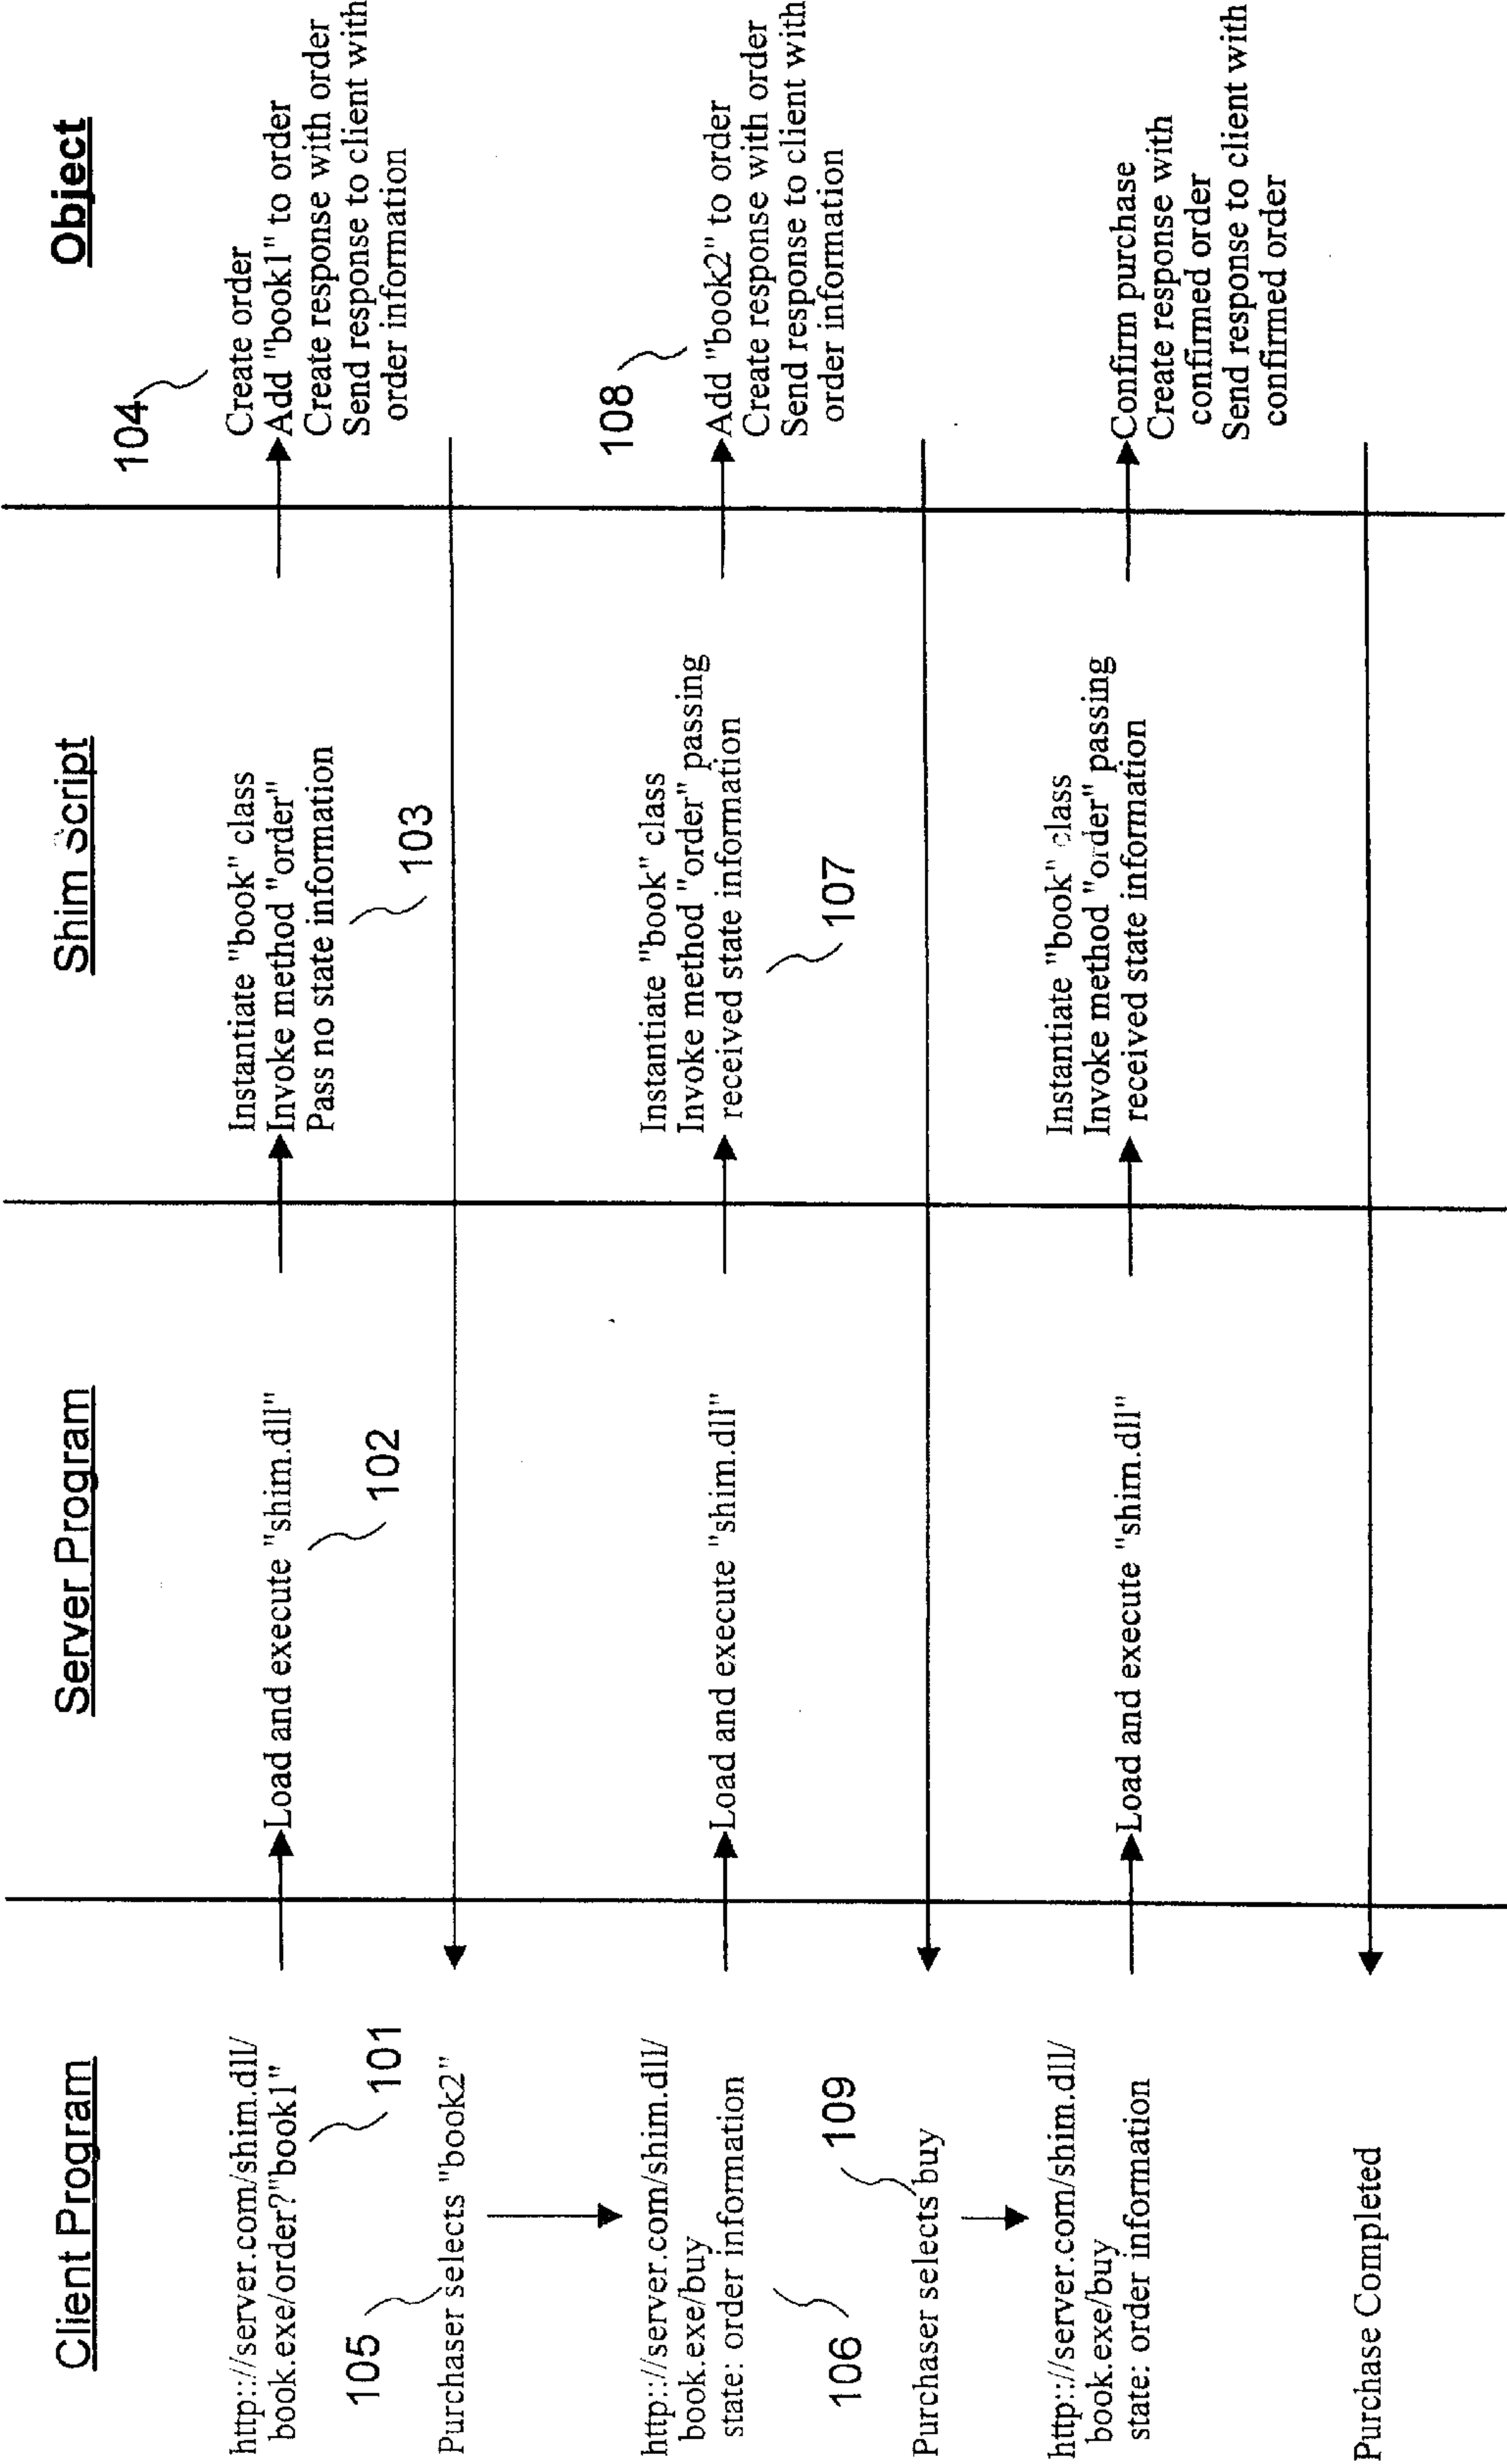 Client Program
Server Program
Shim Script
Object
http:://server.com/shim.dll/
book.exe/order?"book1"
101
Load and execute "shim.dll"
102
Instantiate "book" class
Invoke method "order"
Pass no state information
103
104
Create order
Add "book1" to order
Create response with order
Send response to client with
order information
105
Purchaser selects "book2"
http:://server.com/shim.dll/
book.exe/buy
state: order information
106
Load and execute "shim.dll"
Instantiate "book" class
Invoke method "order" passing
received state information
107
108
Add "book2" to order
Create response with order
Send response to client with
order information
109
Purchaser selects buy
http:://server.com/shim.dll/
book.exe/buy
state: order information
Load and execute "shim.dll"
Instantiate "book" class
Invoke method "order" passing
received state information
Confirm purchase
Create response with
confirmed order
Send response to client with
confirmed order
Purchase Completed